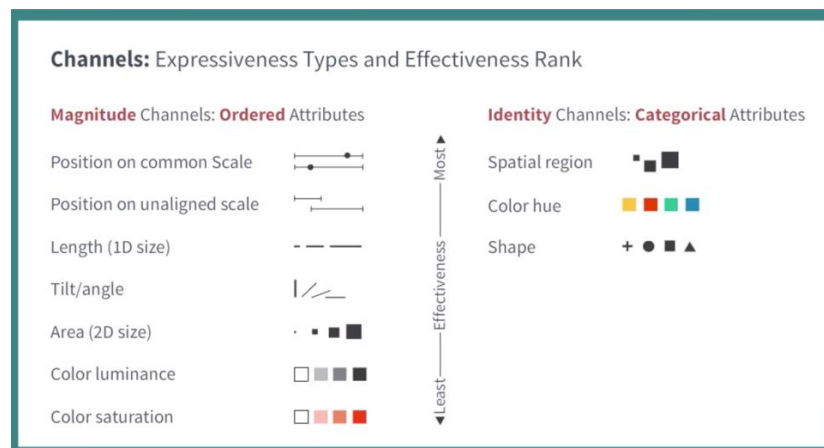 Channels: Expressiveness Types and Effectiveness Rank
Magnitude Channels: Ordered Attributes
Position on common Scale
Position on unaligned scale
Length (1D size)
Tilt/angle
Area (2D size)
Color luminance
Color saturation
Most
Effectiveness
Least
Identity Channels: Categorical Attributes
Spatial region
Color hue
Shape